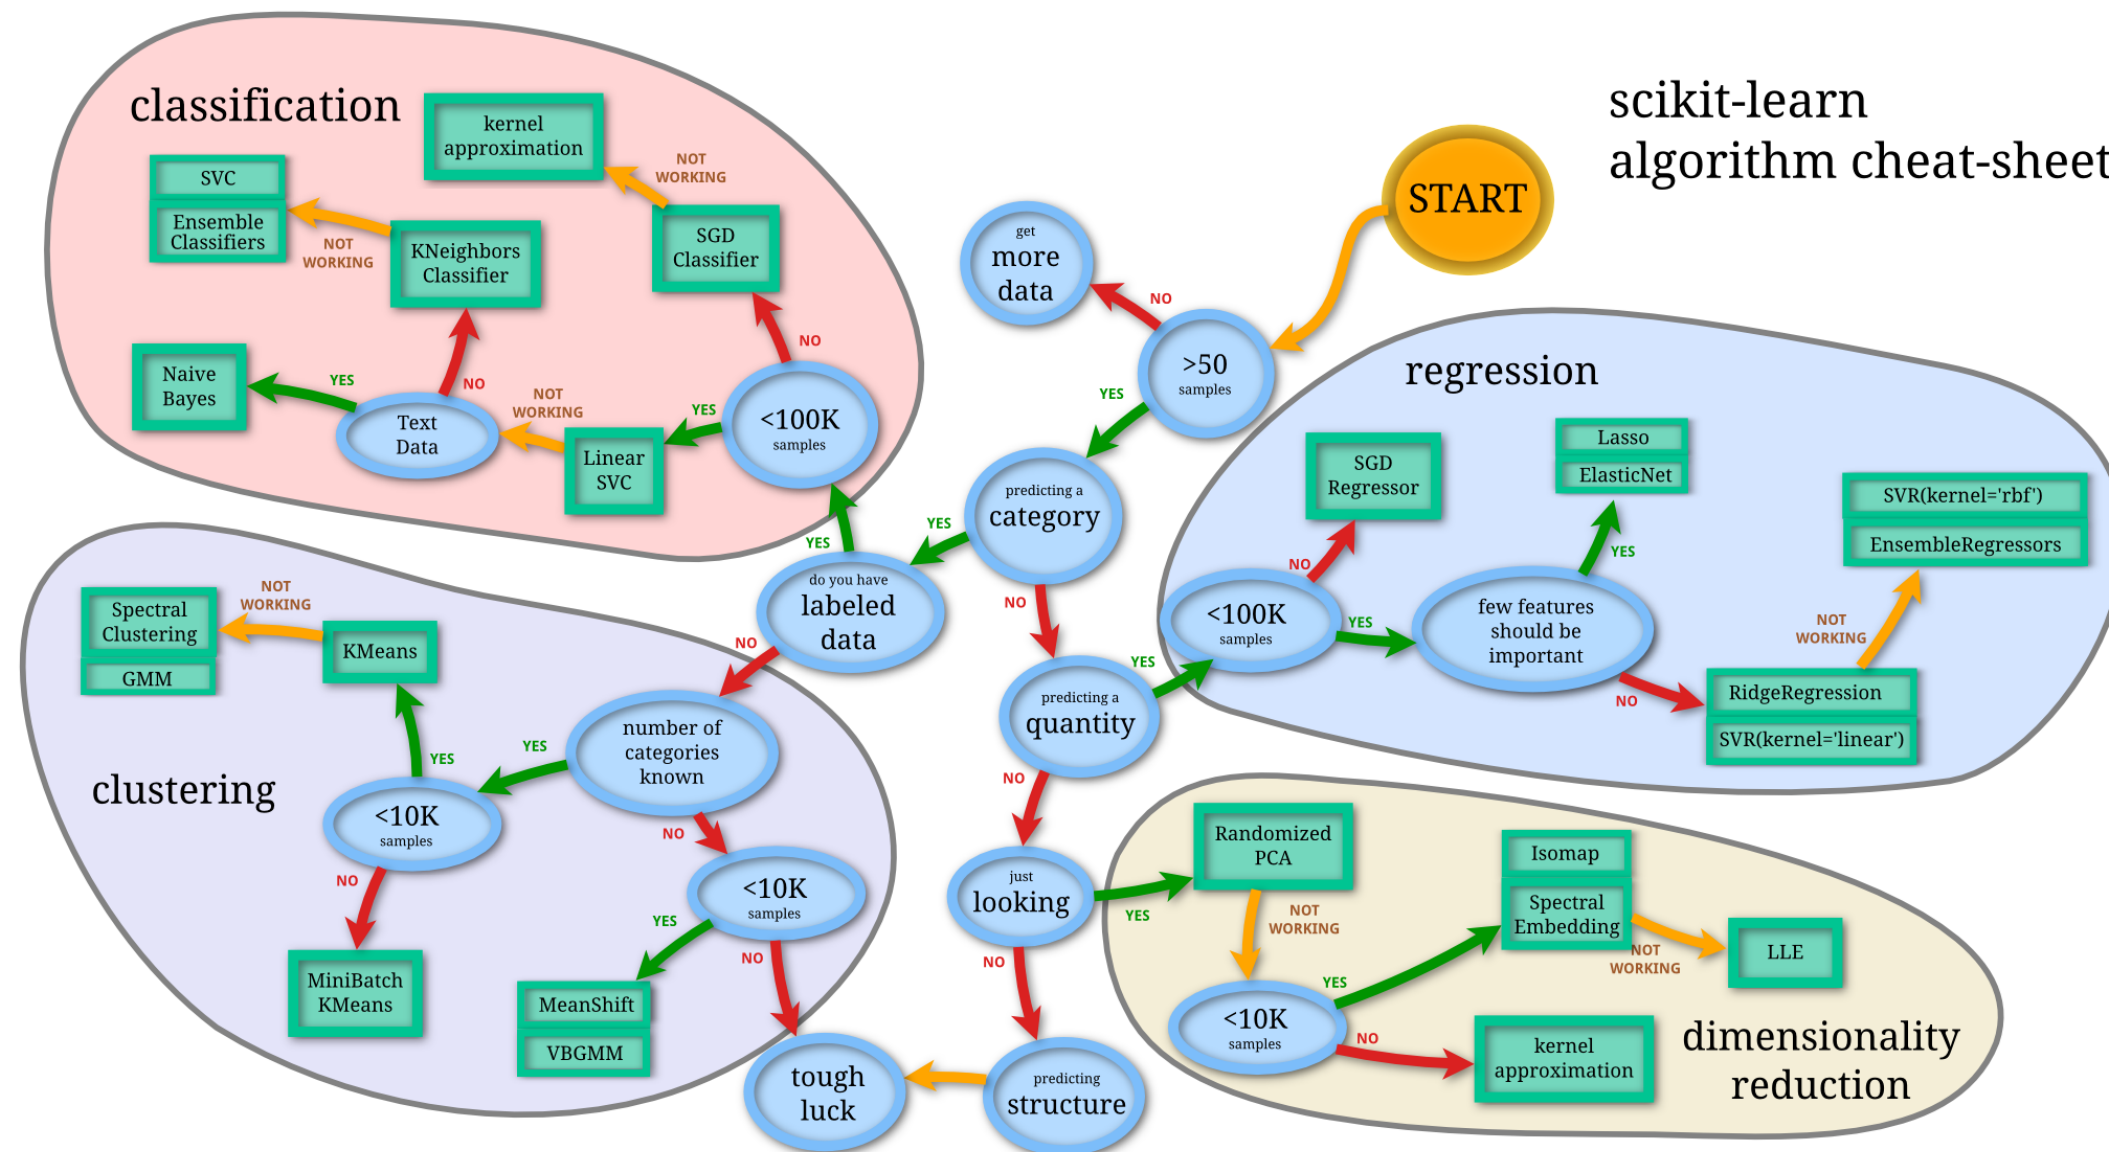 scikit-learn
algorithm cheat-sheet
START
get
more
data
NO
>50
samples
YES
predicting a
category
YES
NO
do you have
labeled
data
YES
NO
predicting a
quantity
YES
NO
just
looking
YES
NO
predicting
structure
tough
luck
classification
kernel
approximation
NOT
WORKING
SVC
Ensemble
Classifiers
NOT
WORKING
KNeighbors
Classifier
SGD
Classifier
NO
Naive
Bayes
YES
NO
Text
Data
NOT
WORKING
Linear
SVC
YES
<100K
samples
regression
SGD
Regressor
Lasso
ElasticNet
SVR(kernel='rbf')
EnsembleRegressors
NO
YES
<100K
samples
YES
few features
should be
important
NOT
WORKING
NO
RidgeRegression
SVR(kernel='linear')
clustering
Spectral
Clustering
GMM
NOT
WORKING
KMeans
number of
categories
known
YES
YES
<10K
samples
NO
NO
<10K
samples
YES
NO
MiniBatch
KMeans
MeanShift
VBGMM
Randomized
PCA
NOT
WORKING
Isomap
Spectral
Embedding
NOT
WORKING
LLE
YES
<10K
samples
NO
kernel
approximation
dimensionality
reduction